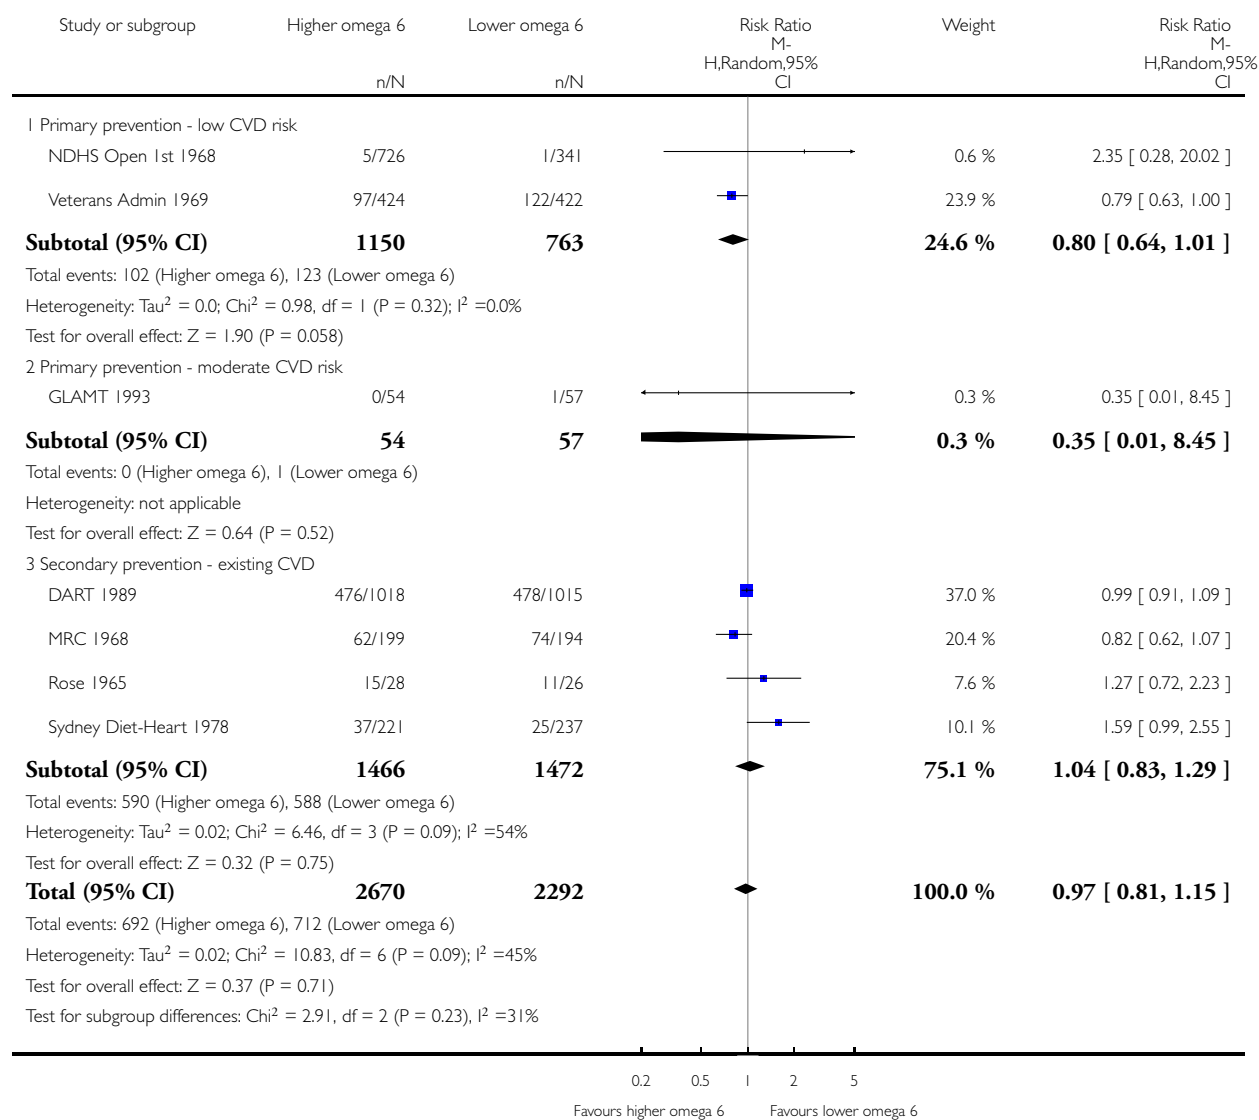 Study or subgroup Higher omega 6 Lower omega 6 Risk Ratio Weight Risk Ratio
M- M-
H,Random,95% H,Random,95%
n/N n/N CI CI
1 Primary prevention - low CVD risk
NDHS Open 1st 1968 5/726 1/341 0.6 % 2.35 [ 0.28, 20.02 ]
Veterans Admin 1969 97/424 122/422 23.9 % 0.79 [ 0.63, 1.00 ]
Subtotal (95% CI) 1150 763 24.6 % 0.80 [ 0.64, 1.01 ]
Total events: 102 (Higher omega 6), 123 (Lower omega 6)
Heterogeneity: Tau² = 0.0; Chi² = 0.98, df = 1 (P = 0.32); I² =0.0%
Test for overall effect: Z = 1.90 (P = 0.058)
2 Primary prevention - moderate CVD risk
GLAMT 1993 0/54 1/57 0.3 % 0.35 [ 0.01, 8.45 ]
Subtotal (95% CI) 54 57 0.3 % 0.35 [ 0.01, 8.45 ]
Total events: 0 (Higher omega 6), 1 (Lower omega 6)
Heterogeneity: not applicable
Test for overall effect: Z = 0.64 (P = 0.52)
3 Secondary prevention - existing CVD
DART 1989 476/1018 478/1015 37.0 % 0.99 [ 0.91, 1.09 ]
MRC 1968 62/199 74/194 20.4 % 0.82 [ 0.62, 1.07 ]
Rose 1965 15/28 11/26 7.6 % 1.27 [ 0.72, 2.23 ]
Sydney Diet-Heart 1978 37/221 25/237 10.1 % 1.59 [ 0.99, 2.55 ]
Subtotal (95% CI) 1466 1472 75.1 % 1.04 [ 0.83, 1.29 ]
Total events: 590 (Higher omega 6), 588 (Lower omega 6)
Heterogeneity: Tau² = 0.02; Chi² = 6.46, df = 3 (P = 0.09); I² =54%
Test for overall effect: Z = 0.32 (P = 0.75)
Total (95% CI) 2670 2292 100.0 % 0.97 [ 0.81, 1.15 ]
Total events: 692 (Higher omega 6), 712 (Lower omega 6)
Heterogeneity: Tau² = 0.02; Chi² = 10.83, df = 6 (P = 0.09); I² =45%
Test for overall effect: Z = 0.37 (P = 0.71)
Test for subgroup differences: Chi² = 2.91, df = 2 (P = 0.23), I² =31%
0.2 0.5 1 2 5
Favours higher omega 6 Favours lower omega 6